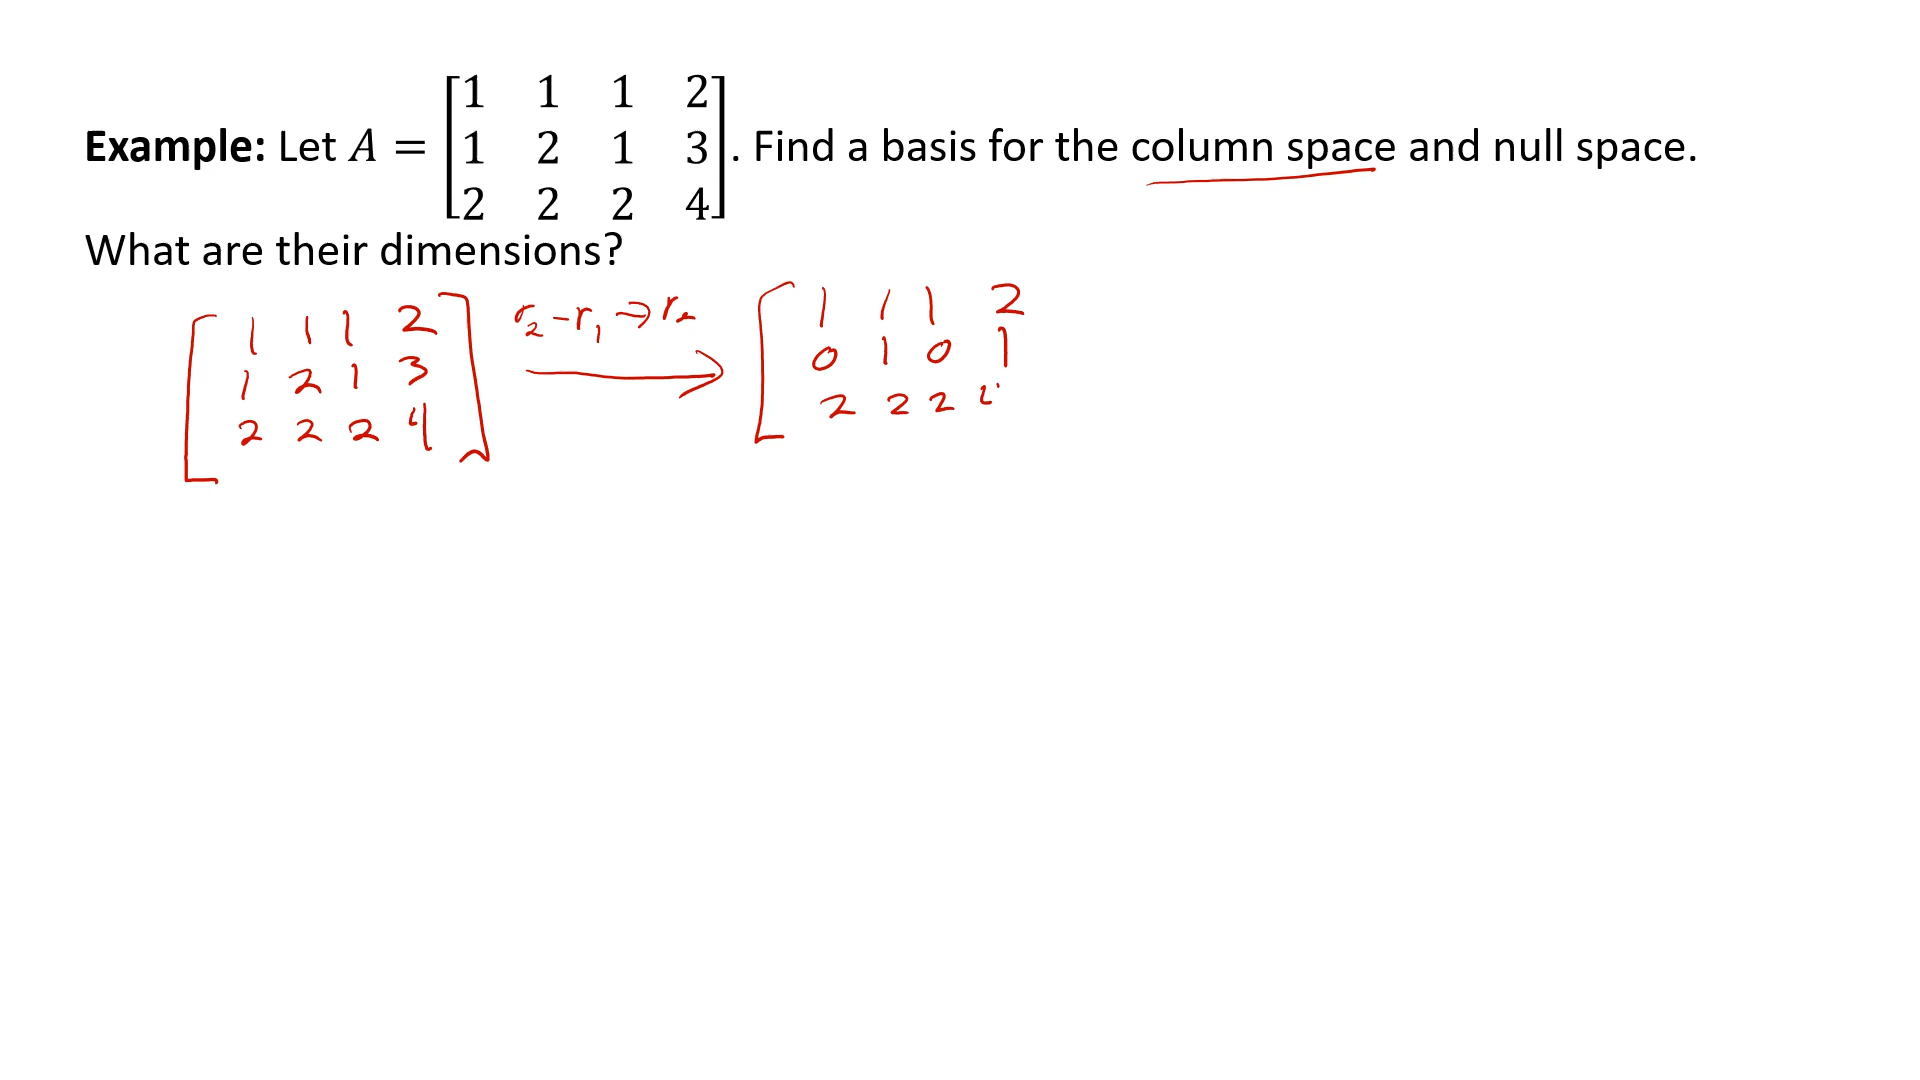 Example: Let A = [1 1 1 2; 1 2 1 3; 2 2 2 4]. Find a basis for the column space and null space.
What are their dimensions?
[1 1 1 2 r₂ - r₁ → r₂ [1 1 1 2
1 2 1 3 0 1 0 1
2 2 2 4] 2 2 2